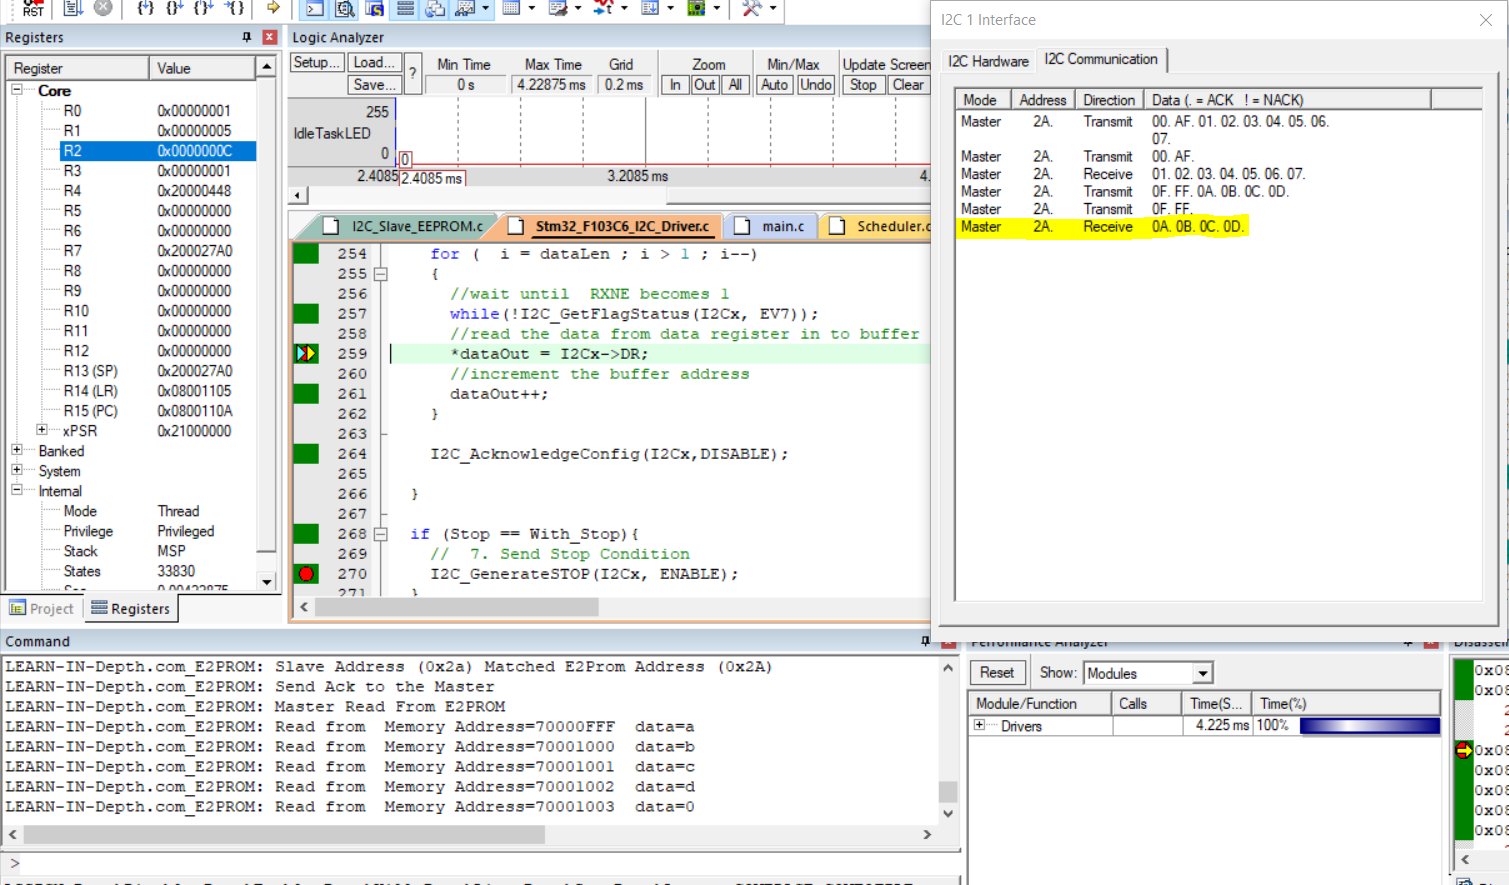 RST
Registers
Register Value
Core
R0 0x00000001
R1 0x00000005
R2 0x0000000C
R3 0x00000001
R4 0x20000448
R5 0x00000000
R6 0x00000000
R7 0x200027A0
R8 0x00000000
R9 0x00000000
R10 0x00000000
R11 0x00000000
R12 0x00000000
R13 (SP) 0x200027A0
R14 (LR) 0x08001105
R15 (PC) 0x0800110A
xPSR 0x21000000
Banked
System
Internal
Mode Thread
Privilege Privileged
Stack MSP
States 33830
Project Registers
Logic Analyzer
Setup... Load... ? Min Time Max Time Grid Zoom Min/Max Update Screen
Save... 0 s 4.22875 ms 0.2 ms In Out All Auto Undo Stop Clear
255
IdleTaskLED
0 0
2.4085 2.4085 ms 3.2085 ms 4.
I2C_Slave_EEPROM.c Stm32_F103C6_I2C_Driver.c main.c Scheduler.c
254 for ( i = dataLen ; i > 1 ; i--)
255 {
256 //wait until RXNE becomes 1
257 while(!I2C_GetFlagStatus(I2Cx, EV7));
258 //read the data from data register in to buffer
259 *dataOut = I2Cx->DR;
260 //increment the buffer address
261 dataOut++;
262 }
263
264 I2C_AcknowledgeConfig(I2Cx,DISABLE);
265
266 }
267
268 if (Stop == With_Stop){
269 // 7. Send Stop Condition
270 I2C_GenerateSTOP(I2Cx, ENABLE);
271 }
I2C 1 Interface
I2C Hardware I2C Communication
Mode Address Direction Data (. = ACK ! = NACK)
Master 2A. Transmit 00. AF. 01. 02. 03. 04. 05. 06.
07.
Master 2A. Transmit 00. AF.
Master 2A. Receive 01. 02. 03. 04. 05. 06. 07.
Master 2A. Transmit 0F. FF. 0A. 0B. 0C. 0D.
Master 2A. Transmit 0F. FF.
Master 2A. Receive 0A. 0B. 0C. 0D.
Command
LEARN-IN-Depth.com_E2PROM: Slave Address (0x2a) Matched E2Prom Address (0x2A)
LEARN-IN-Depth.com_E2PROM: Send Ack to the Master
LEARN-IN-Depth.com_E2PROM: Master Read From E2PROM
LEARN-IN-Depth.com_E2PROM: Read from Memory Address=70000FFF data=a
LEARN-IN-Depth.com_E2PROM: Read from Memory Address=70001000 data=b
LEARN-IN-Depth.com_E2PROM: Read from Memory Address=70001001 data=c
LEARN-IN-Depth.com_E2PROM: Read from Memory Address=70001002 data=d
LEARN-IN-Depth.com_E2PROM: Read from Memory Address=70001003 data=0
>
Performance Analyzer
Reset Show: Modules
Module/Function Calls Time(S... Time(%)
Drivers 4.225 ms 100%
Disassem
0x08
0x08
2
2
0x08
0x08
0x08
0x08
0x08